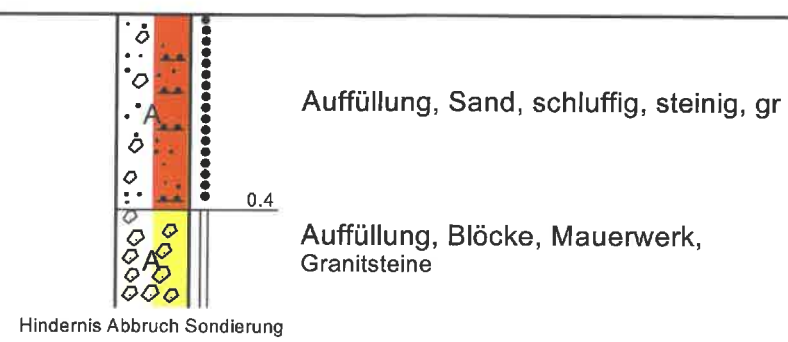 A
Auffüllung, Sand, schluffig, steinig, gr
0.4
A
Auffüllung, Blöcke, Mauerwerk,
Granitsteine
Hindernis Abbruch Sondierung